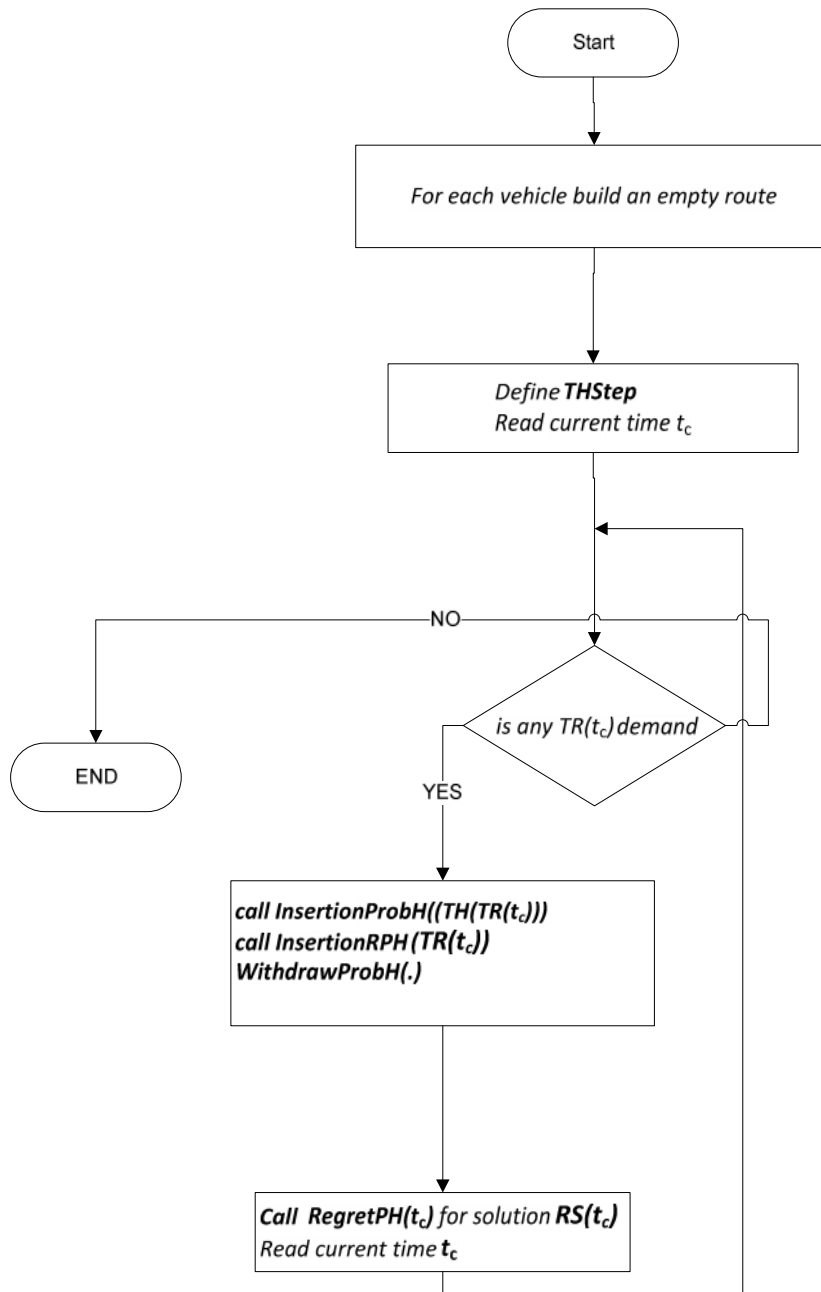 Start
For each vehicle build an empty route
Define THStep
Read current time tc
NO
is any TR(tc) demand
END
YES
call InsertionProbH((TH(TR(tc)))
call InsertionRPH (TR(tc))
WithdrawProbH(.)
Call RegretPH(tc) for solution RS(tc)
Read current time tc